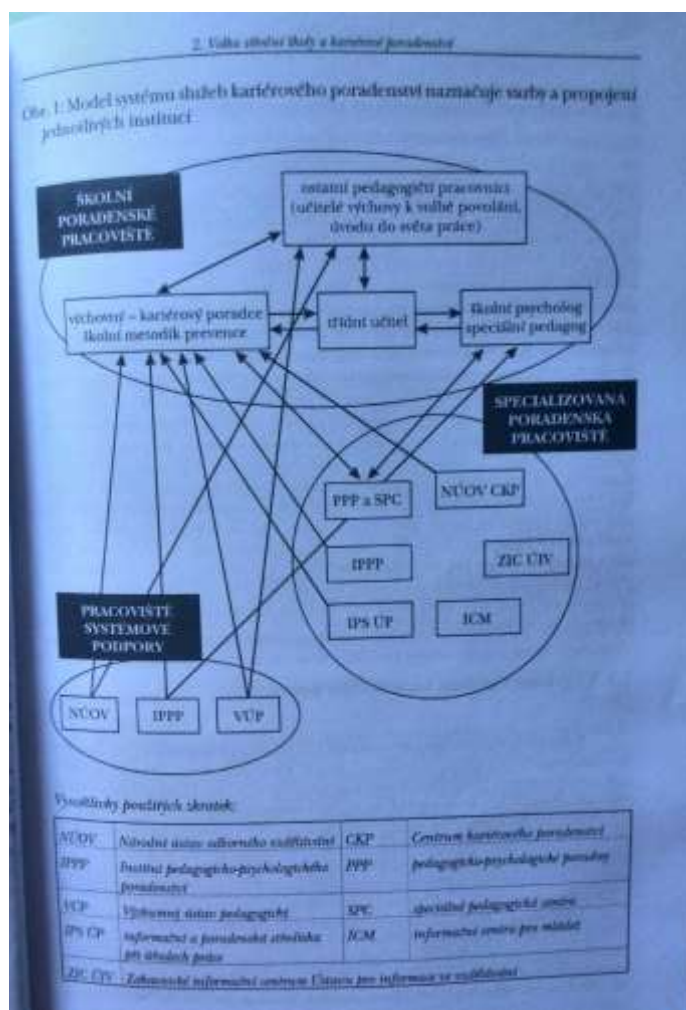 2. Volba střední školy a kariérové poradenství
Obr. 1: Model systému služeb kariérového poradenství naznačuje vazby a propojení
jednotlivých institucí
ŠKOLNÍ
PORADENSKÉ
PRACOVIŠTĚ
ostatní pedagogičtí pracovníci
(učitelé výchovy k volbě povolání,
úvodu do světa práce)
výchovný – kariérový poradce
školní metodik prevence
třídní učitel
školní psycholog
speciální pedagog
SPECIALIZOVANÁ
PORADENSKÁ
PRACOVIŠTĚ
PPP a SPC
NÚOV CKP
IPPP
ZIC ÚIV
IPS ÚP
ICM
PRACOVIŠTĚ
SYSTÉMOVÉ
PODPORY
NÚOV
IPPP
VÚP
Vysvětlivky použitých zkratek:
NÚOV Národní ústav odborného vzdělávání CKP Centrum kariérového poradenství
IPPP Institut pedagogicko-psychologického PPP pedagogicko-psychologické poradny
poradenství
VÚP Výzkumný ústav pedagogický SPC speciálně pedagogická centra
IPS ÚP informační a poradenská střediska ICM informační centra pro mládež
při úřadech práce
ZIC ÚIV - Zákaznické informační centrum Ústavu pro informace ve vzdělávání